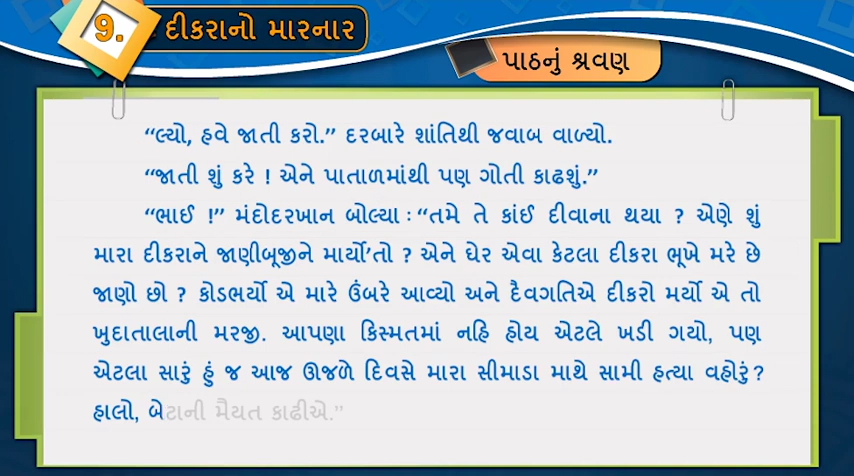 9. દીકરાનો મારનાર
પાઠનું શ્રવણ
“લ્યો, હવે જાતી કરો.” દરબારે શાંતિથી જવાબ વાળ્યો.
“જાતી શું કરે ! એને પાતાળમાંથી પણ ગોતી કાઢશું.”
“ભાઈ !” મંદોદરખાન બોલ્યા : “તમે તે કાંઈ દીવાના થયા ? એણે શું
મારા દીકરાને જાણીબૂજીને માર્યો’તો ? એને ઘેર એવા કેટલા દીકરા ભૂખે મરે છે
જાણો છો ? કોડભર્યો એ મારે ઉંબરે આવ્યો અને દૈવગતિએ દીકરો મર્યો એ તો
ખુદાતાલાની મરજી. આપણા કિસ્મતમાં નહિ હોય એટલે ખડી ગયો, પણ
એટલા સારું હું જ આજ ઊજળે દિવસે મારા સીમાડા માથે સામી હત્યા વહોરું?
હાલો, બેટાની મૈયત કાઢીએ.”